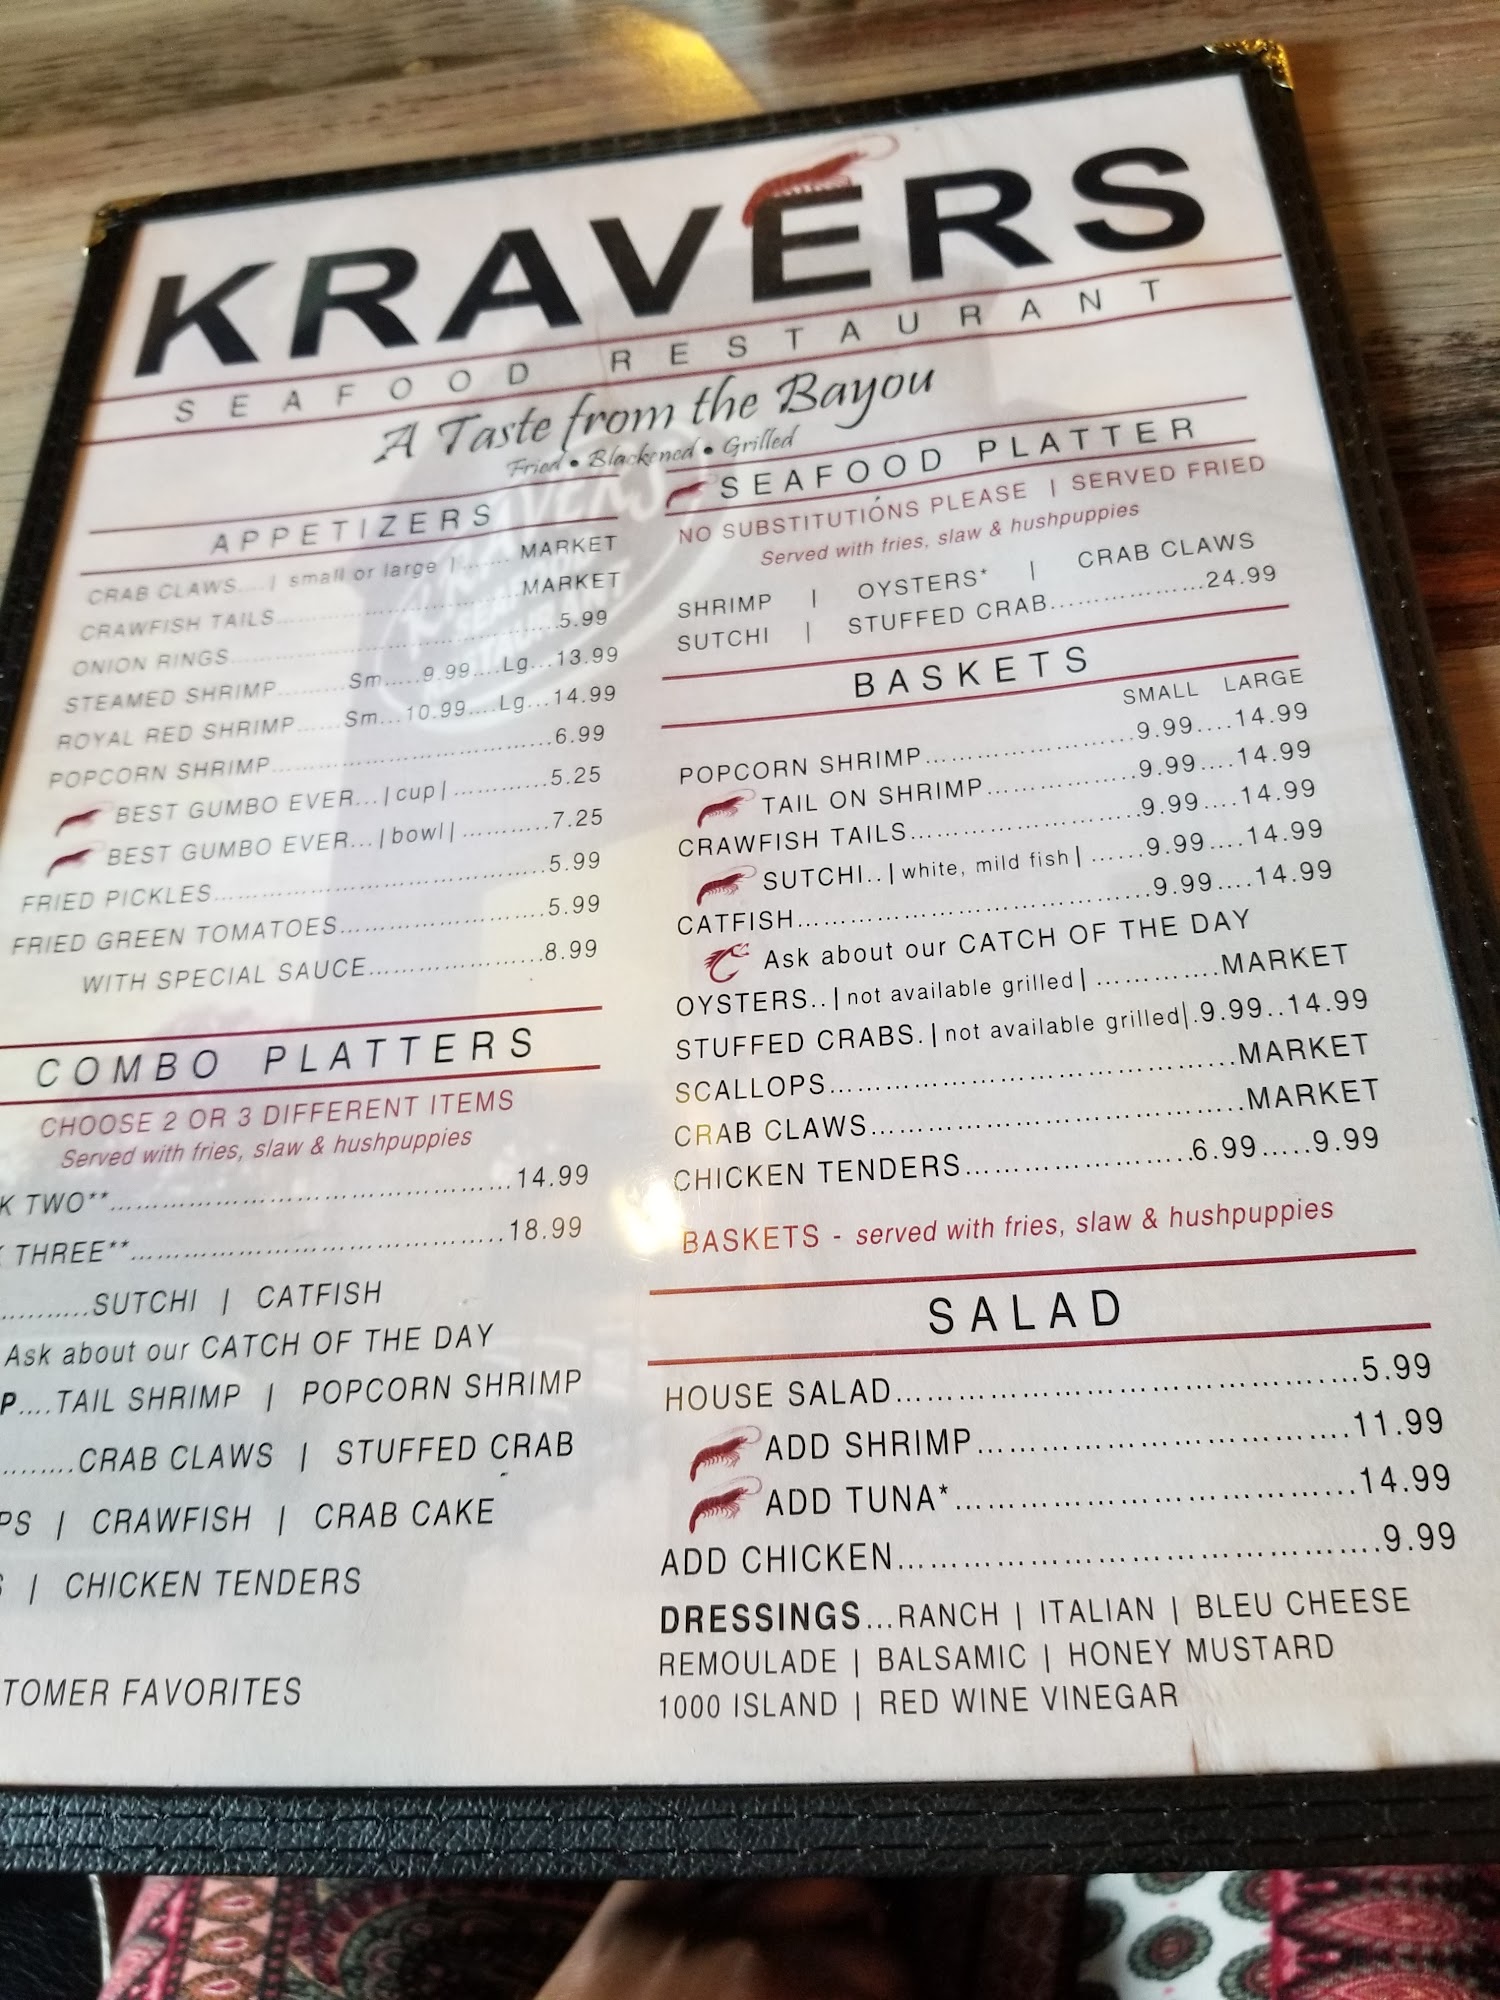 KRAVERS
SEAFOOD RESTAURANT
A Taste from the Bayou
Fried • Blackened • Grilled
APPETIZERS
CRAB CLAWS....| small or large |....... MARKET
CRAWFISH TAILS........................MARKET
ONION RINGS........................5.99
STEAMED SHRIMP.........Sm.....9.99....Lg...13.99
ROYAL RED SHRIMP......Sm...10.99....Lg...14.99
POPCORN SHRIMP........................6.99
BEST GUMBO EVER...|cup|............5.25
BEST GUMBO EVER...|bowl|...........7.25
FRIED PICKLES........................5.99
FRIED GREEN TOMATOES........................5.99
WITH SPECIAL SAUCE........................8.99
COMBO PLATTERS
CHOOSE 2 OR 3 DIFFERENT ITEMS
Served with fries, slaw & hushpuppies
K TWO**........................14.99
THREE**........................18.99
..........SUTCHI | CATFISH
Ask about our CATCH OF THE DAY
P....TAIL SHRIMP | POPCORN SHRIMP
.........CRAB CLAWS | STUFFED CRAB
PS | CRAWFISH | CRAB CAKE
S | CHICKEN TENDERS
TOMER FAVORITES
SEAFOOD PLATTER
NO SUBSTITUTIONS PLEASE | SERVED FRIED
Served with fries, slaw & hushpuppies
SHRIMP | OYSTERS* | CRAB CLAWS
SUTCHI | STUFFED CRAB..................24.99
BASKETS
SMALL LARGE
POPCORN SHRIMP........................9.99....14.99
TAIL ON SHRIMP..................9.99....14.99
CRAWFISH TAILS........................9.99....14.99
SUTCHI..|white, mild fish| ......9.99....14.99
CATFISH........................9.99....14.99
Ask about our CATCH OF THE DAY
OYSTERS..|not available grilled| .............MARKET
STUFFED CRABS.|not available grilled|.9.99..14.99
SCALLOPS........................MARKET
CRAB CLAWS........................MARKET
CHICKEN TENDERS........................6.99.....9.99
BASKETS - served with fries, slaw & hushpuppies
SALAD
HOUSE SALAD........................5.99
ADD SHRIMP........................11.99
ADD TUNA*........................14.99
ADD CHICKEN........................9.99
DRESSINGS...RANCH | ITALIAN | BLEU CHEESE
REMOULADE | BALSAMIC | HONEY MUSTARD
1000 ISLAND | RED WINE VINEGAR